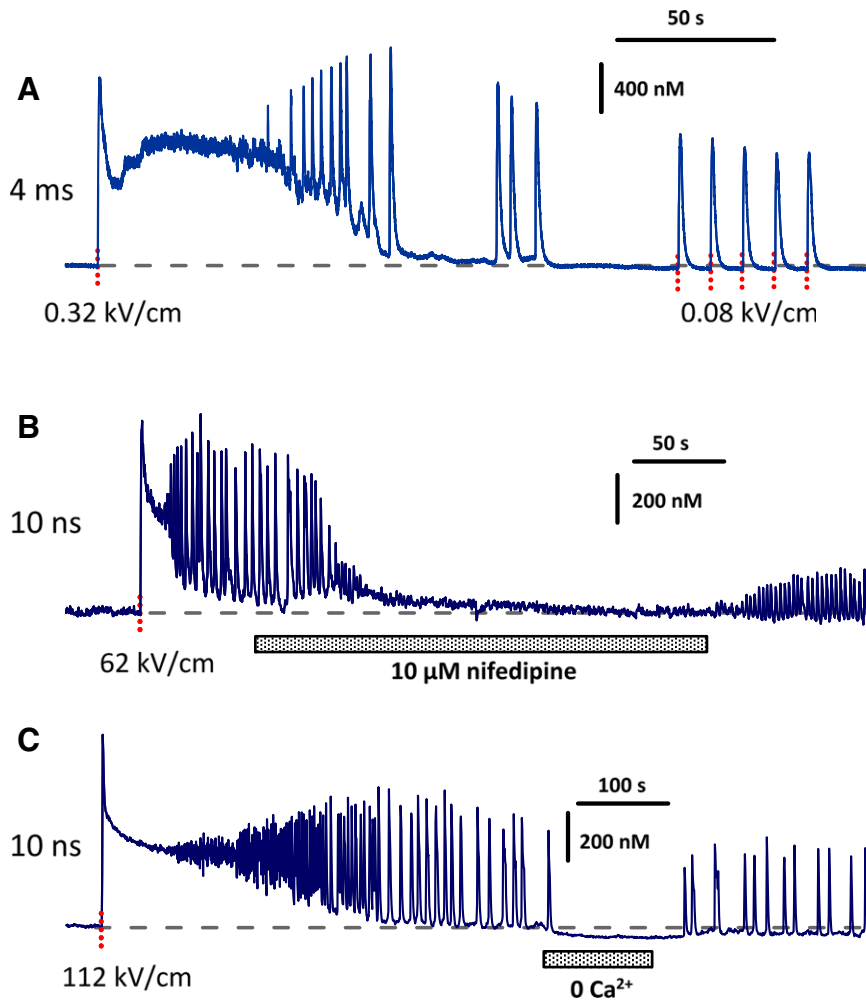 A
50 s
400 nM
4 ms
0.32 kV/cm
0.08 kV/cm
B
50 s
200 nM
10 ns
62 kV/cm
10 µM nifedipine
C
100 s
200 nM
10 ns
112 kV/cm
0 Ca²⁺